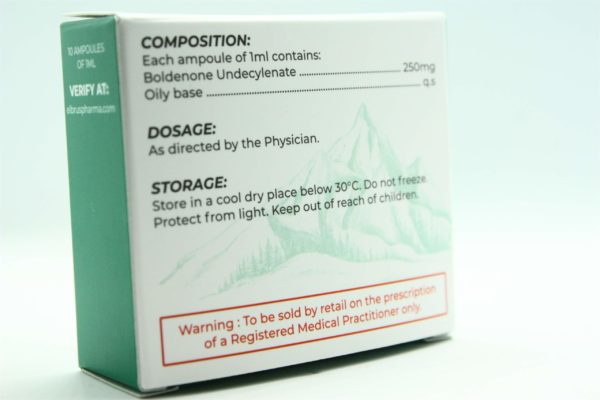 10 AMPOULES
OF 1ML
VERIFY AT:
elbruspharma.com
COMPOSITION:
Each ampoule of 1ml contains:
Boldenone Undecylenate ........................ 250mg
Oily base ................................................ q.s
DOSAGE:
As directed by the Physician.
STORAGE:
Store in a cool dry place below 30°C. Do not freeze.
Protect from light. Keep out of reach of children.
Warning : To be sold by retail on the prescription
of a Registered Medical Practitioner only.